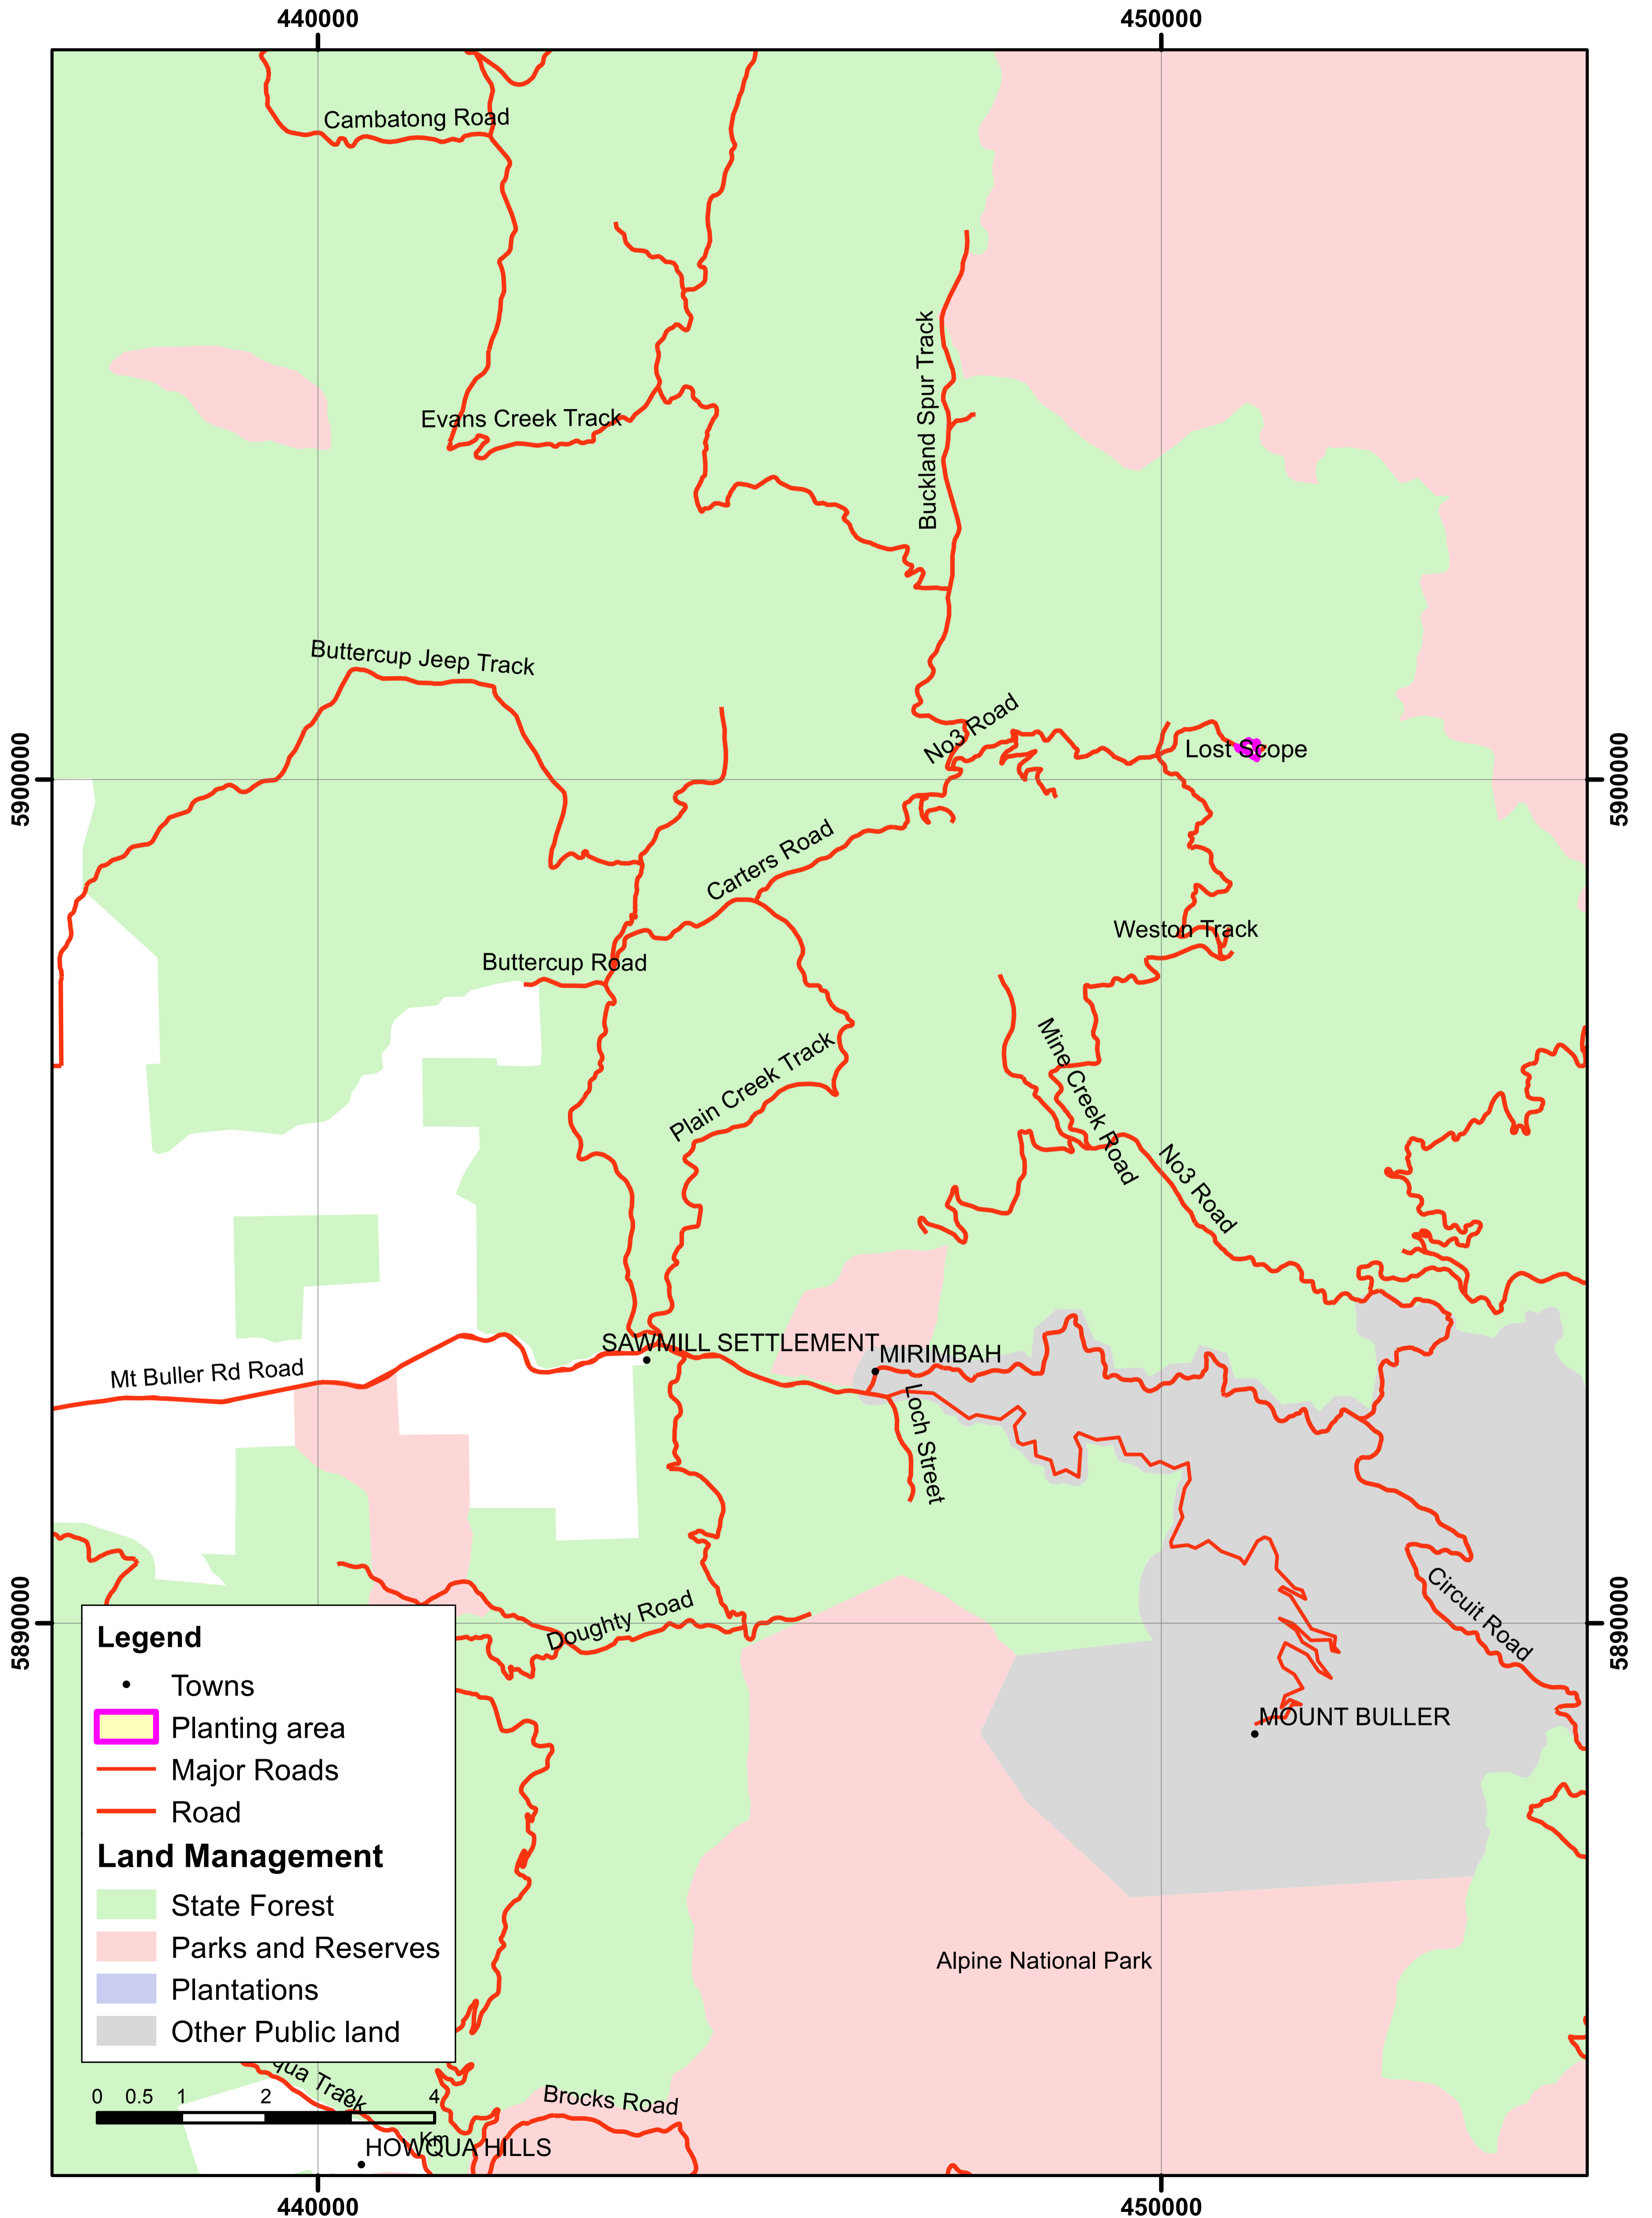 440000
450000
Cambatong Road
Buckland Spur Track
Evans Creek Track
Buttercup Jeep Track
No3 Road
Lost Scope
5900000
5900000
Carters Road
Weston Track
Buttercup Road
Mine Creek Road
Plain Creek Track
No3 Road
SAWMILL SETTLEMENT
MIRIMBAH
Mt Buller Rd Road
Loch Street
Circuit Road
Doughty Road
5890000
5890000
MOUNT BULLER
Legend
Towns
Planting area
Major Roads
Road
Land Management
State Forest
Parks and Reserves
Plantations
Other Public land
Alpine National Park
qua Track
0 0.5 1 2 3 4
Km
Brocks Road
HOWQUA HILLS
440000
450000